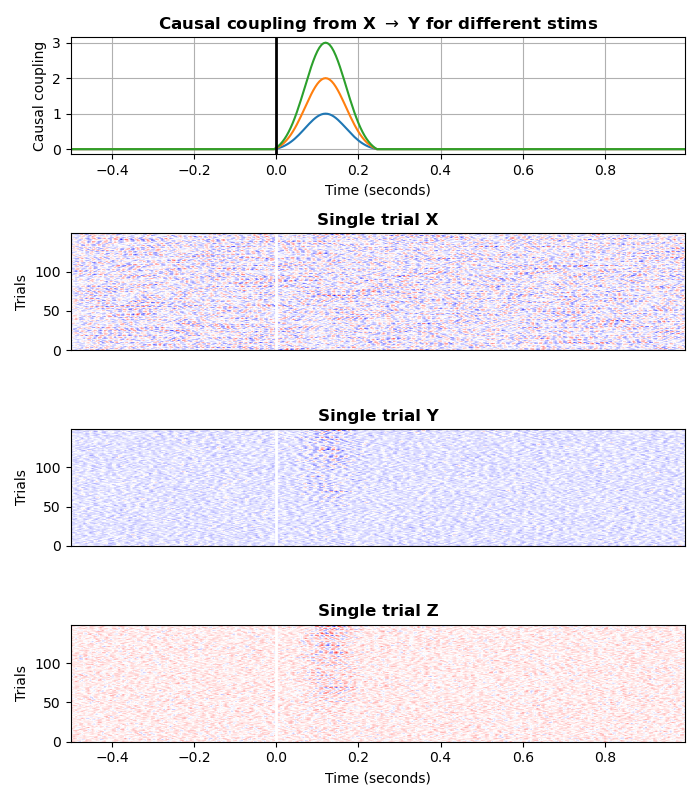 Causal coupling from X → Y for different stims
Causal coupling
3
2
1
0
−0.4 −0.2 0.0 0.2 0.4 0.6 0.8
Time (seconds)
Single trial X
Trials
100
50
0
Single trial Y
Trials
100
50
0
Single trial Z
Trials
100
50
0
−0.4 −0.2 0.0 0.2 0.4 0.6 0.8
Time (seconds)